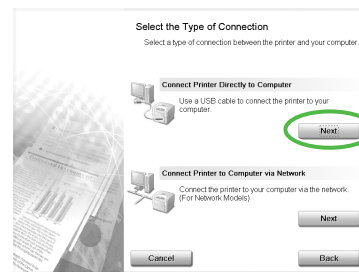 Select the Type of Connection
Select a type of connection between the printer and your computer.
Connect Printer Directly to Computer
Use a USB cable to connect the printer to your
computer.
Next
Connect Printer to Computer via Network
Connect the printer to your computer via the network.
(For Network Models)
Next
Cancel
Back